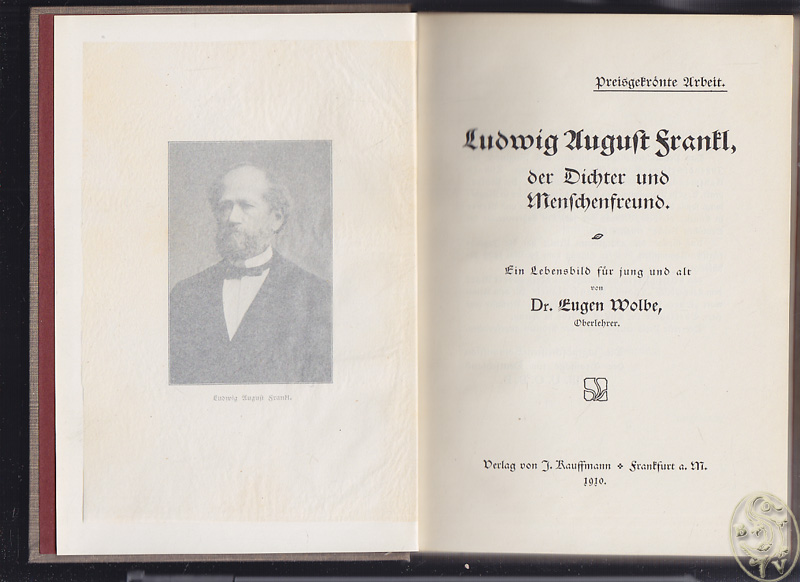 Ludwig August Frankl.
Preisgekrönte Arbeit.
Ludwig August Frankl,
der Dichter und
Menschenfreund.
Ein Lebensbild für jung und alt
von
Dr. Eugen Wolbe,
Oberlehrer.
Verlag von J. Kauffmann ❖ Frankfurt a. M.
1910.